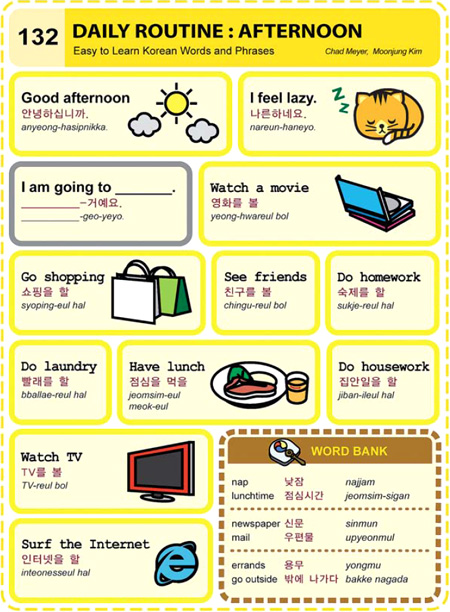 132
DAILY ROUTINE : AFTERNOON
Easy to Learn Korean Words and Phrases
Chad Meyer, Moonjung Kim
Good afternoon
안녕하십니까.
anyeong-hasipnikka.
I feel lazy.
나른하네요.
nareun-haneyo.
z z z
I am going to _______.
_________-거예요.
_________-geo-yeyo.
Watch a movie
영화를 볼
yeong-hwareul bol
Go shopping
쇼핑을 할
syoping-eul hal
See friends
친구를 볼
chingu-reul bol
Do homework
숙제를 할
sukje-reul hal
Do laundry
빨래를 할
bballae-reul hal
Have lunch
점심을 먹을
jeomsim-eul
meok-eul
Do housework
집안일을 할
jiban-ileul hal
Watch TV
TV를 볼
TV-reul bol
Surf the Internet
인터넷을 할
inteonesseul hal
WORD BANK
nap 낮잠 najjam
lunchtime 점심시간 jeomsim-sigan
newspaper 신문 sinmun
mail 우편물 upyeonmul
errands 용무 yongmu
go outside 밖에 나가다 bakke nagada